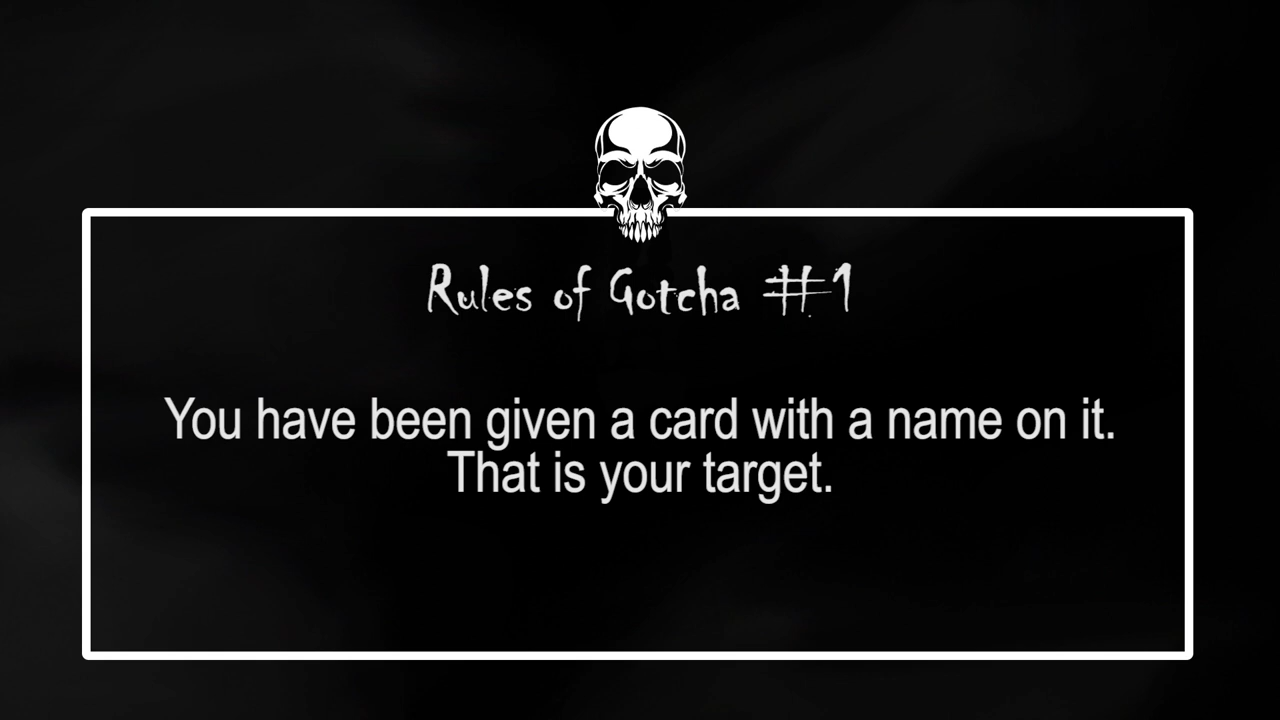 Rules of Gotcha #1
You have been given a card with a name on it.
That is your target.